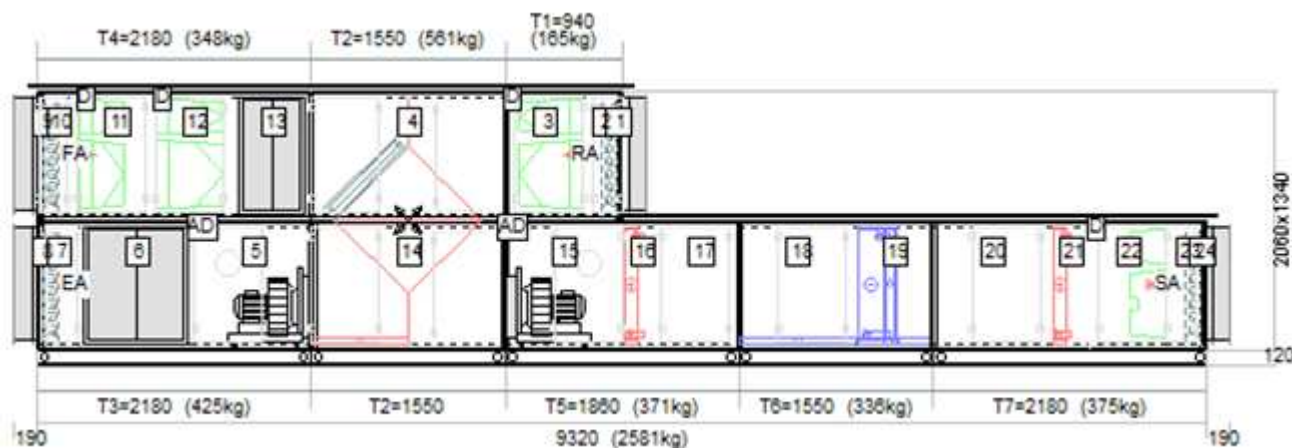 T1=940
T4=2180 (348kg) T2=1550 (561kg) (165kg)
D D D
9 10 11 12 13 4 3 2 1
FA RA
AD AD
8 7 6 5 14 15 16 17 18 19 20 21 D 22 23 24
EA SA
2060x1340
120
T3=2180 (425kg) T2=1550 T5=1860 (371kg) T6=1550 (336kg) T7=2180 (375kg)
190 9320 (2581kg) 190